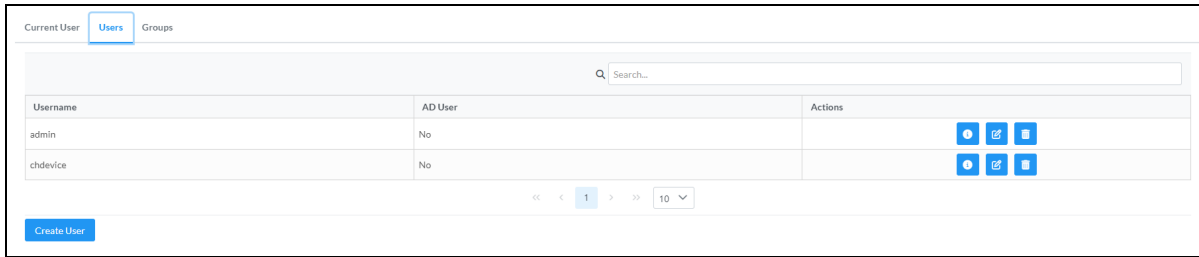 Current User Users Groups
Search...
Username AD User Actions
admin No
chdevice No
<< < 1 > >> 10
Create User